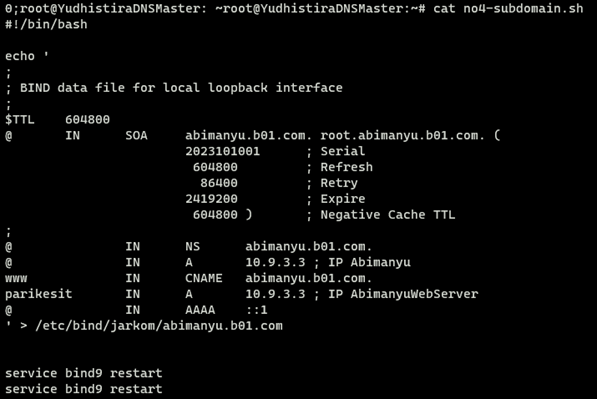 0;root@YudhistiraDNSMaster: ~root@YudhistiraDNSMaster:~# cat no4-subdomain.sh
#!/bin/bash

echo '
;
; BIND data file for local loopback interface
;
$TTL    604800
@       IN      SOA     abimanyu.b01.com. root.abimanyu.b01.com. (
                        2023101001      ; Serial
                         604800         ; Refresh
                          86400         ; Retry
                        2419200         ; Expire
                         604800 )       ; Negative Cache TTL
;
@               IN      NS      abimanyu.b01.com.
@               IN      A       10.9.3.3 ; IP Abimanyu
www             IN      CNAME   abimanyu.b01.com.
parikesit       IN      A       10.9.3.3 ; IP AbimanyuWebServer
@               IN      AAAA    ::1
' > /etc/bind/jarkom/abimanyu.b01.com

service bind9 restart
service bind9 restart